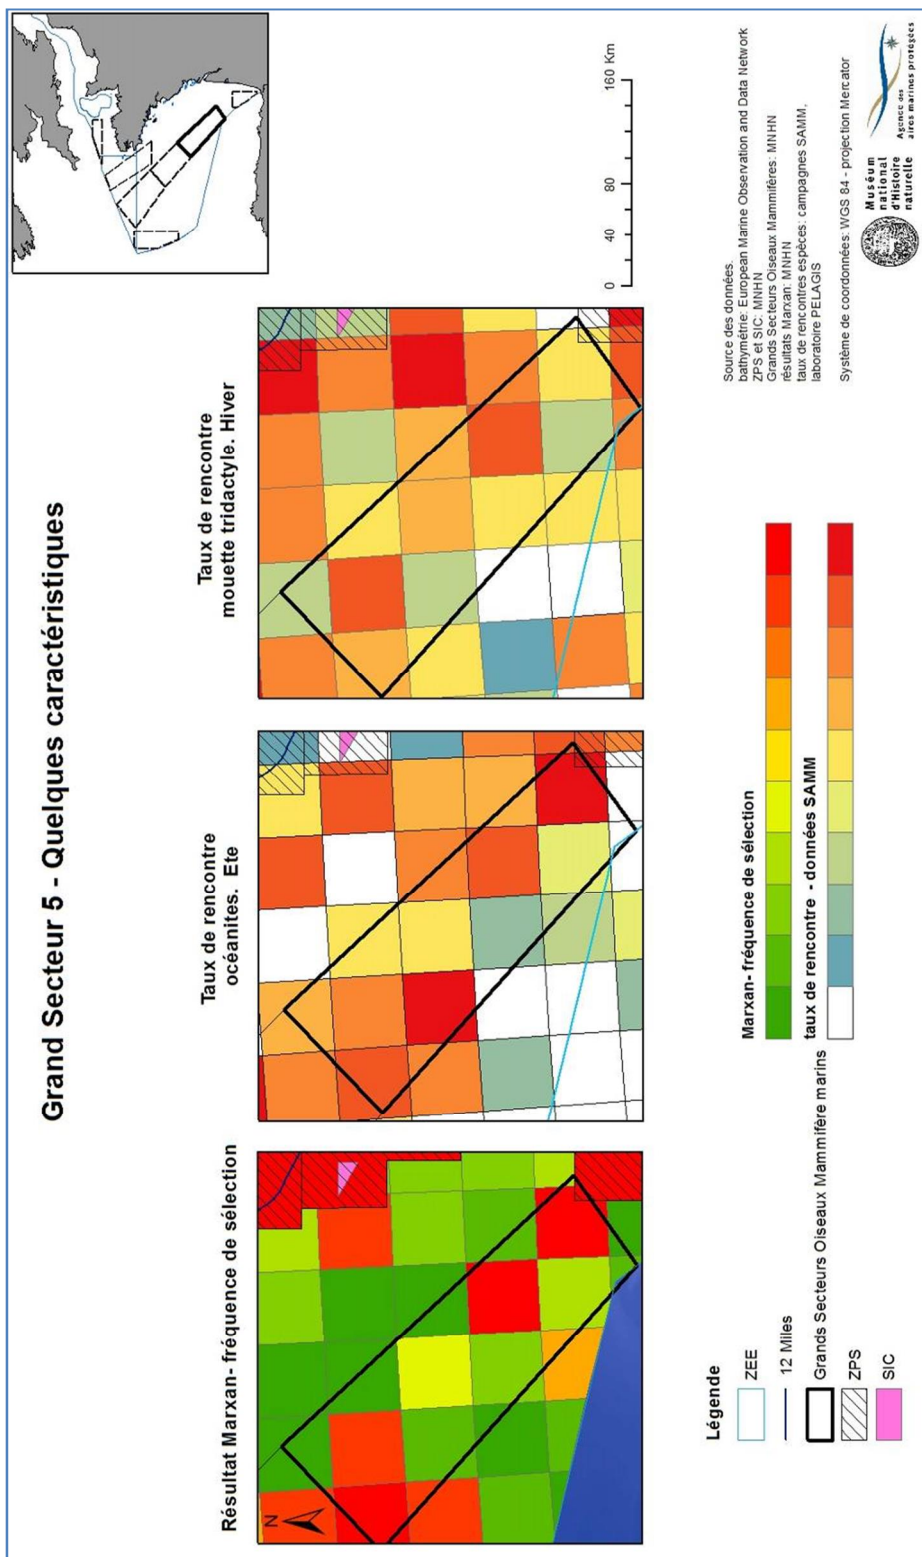 Grand Secteur 5 - Quelques caractéristiques
Résultat Marxan- fréquence de sélection
N
Taux de rencontre
océanites.  Ete
Taux de rencontre
mouette tridactyle. Hiver
0 40 80 160 Km
Légende
ZEE
12 Miles
Grands Secteurs Oiseaux Mammifère marins
ZPS
SIC
Marxan- fréquence de sélection
taux de rencontre - données SAMM
Source des données.
bathymétrie: European Marine Observation and Data Network
ZPS et SIC: MNHN
Grands Secteurs Oiseaux Mammifères: MNHN
résultats Marxan: MNHN
taux de rencontres espèces: campagnes SAMM,
laboratoire PELAGIS
Système de coordonnées: WGS 84 - projection Mercator
Muséum
national
d'Histoire
naturelle
Agence des
aires marines protégées